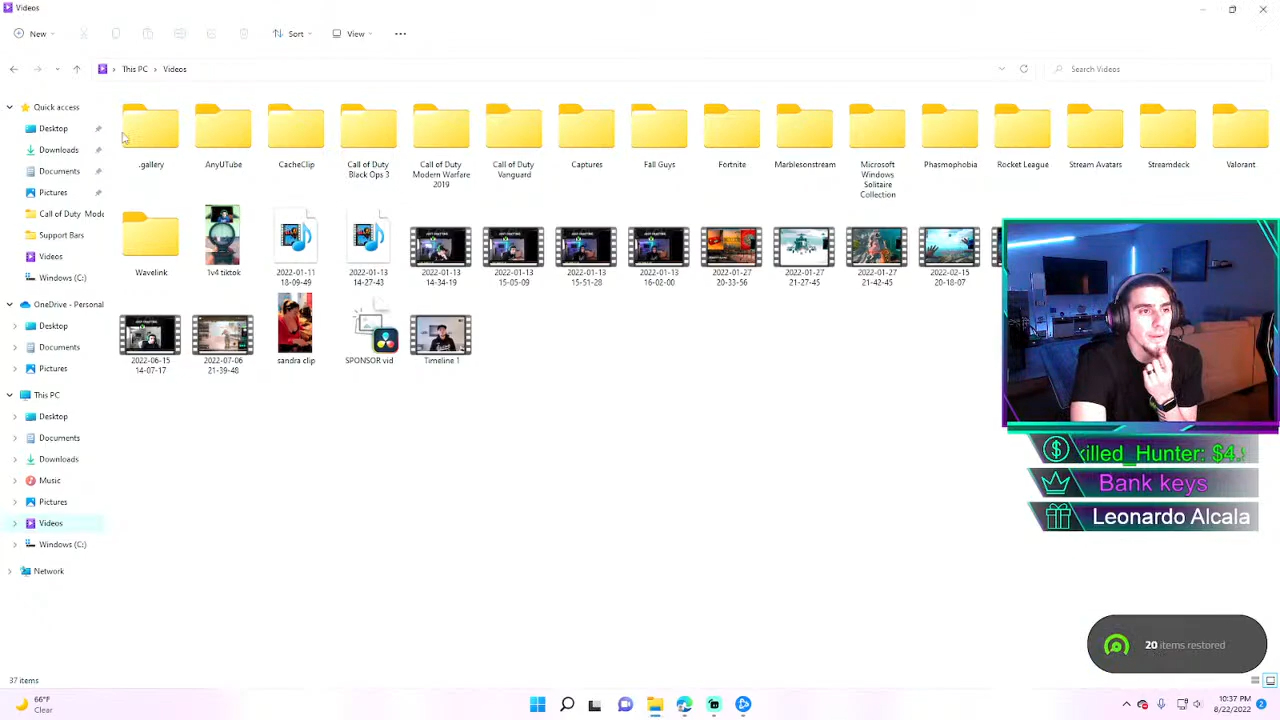 Videos
New
Sort
View
This PC
Videos
Search Videos
Quick access
Desktop
Downloads
Documents
Pictures
Call of Duty Mode
Support Bars
Videos
Windows (C:)
OneDrive - Personal
Desktop
Documents
Pictures
This PC
Desktop
Documents
Downloads
Music
Pictures
Videos
Windows (C:)
Network
.gallery
AnyUTube
CacheClip
Call of Duty
Black Ops 3
Call of Duty
Modern Warfare
2019
Call of Duty
Vanguard
Captures
Fall Guys
Fortnite
Marblesonstream
Microsoft
Windows
Solitaire
Collection
Phasmophobia
Rocket League
Stream Avatars
Streamdeck
Valorant
Wavelink
1v4 tiktok
2022-01-11
18-09-49
2022-01-13
14-27-43
2022-01-13
14-34-19
2022-01-13
15-05-09
2022-01-13
15-51-28
2022-01-13
16-02-00
2022-01-27
20-33-56
2022-01-27
21-27-45
2022-01-27
21-42-45
2022-02-15
20-18-07
2022-06-15
14-07-17
2022-07-06
21-39-48
sandra clip
SPONSOR vid
Timeline 1
killed_Hunter: $4.
Bank keys
Leonardo Alcala
20 items restored
37 items
66°F
Clear
10:37 PM
8/22/2022
2